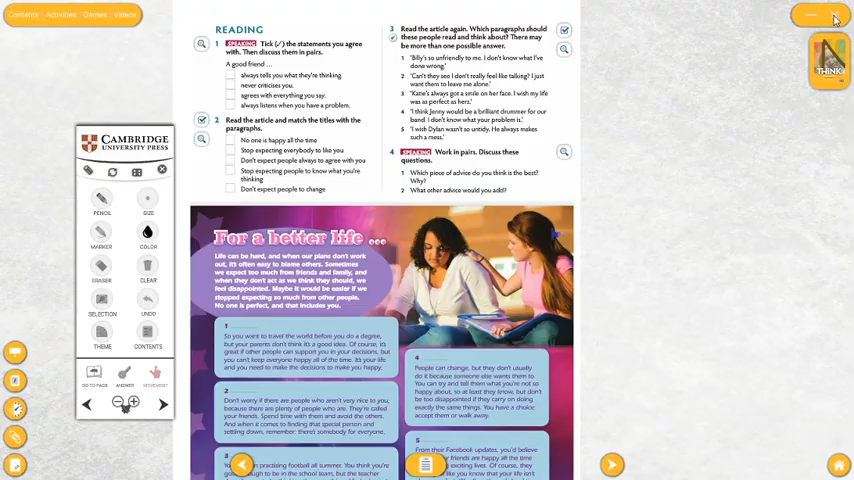 Contents Activities Games Videos
READING
1 SPEAKING Tick (✓) the statements you agree
with. Then discuss them in pairs.
A good friend ...
always tells you what they're thinking.
never criticises you.
agrees with everything you say.
always listens when you have a problem.
2 Read the article and match the titles with the
paragraphs.
No one is happy all the time
Stop expecting everybody to like you
Don't expect people always to agree with you
Stop expecting people to know what you're
thinking
Don't expect people to change
3 Read the article again. Which paragraphs should
these people read and think about? There may
be more than one possible answer.
1 'Billy's so unfriendly to me. I don't know what I've
done wrong.'
2 'Can't they see I don't really feel like talking? I just
want them to leave me alone.'
3 'Katie's always got a smile on her face. I wish my life
was as perfect as hers.'
4 'I think Jenny would be a brilliant drummer for our
band. I don't know what your problem is.'
5 'I wish Dylan wasn't so untidy. He always makes
such a mess.'
4 SPEAKING Work in pairs. Discuss these
questions.
1 Which piece of advice do you think is the best?
Why?
2 What other advice would you add?
THINK
CAMBRIDGE
UNIVERSITY PRESS
PENCIL SIZE
MARKER COLOR
ERASER CLEAR
SELECTION UNDO
THEME CONTENTS
GO TO PAGE ANSWER MOVEMENT
For a better life ...
Life can be hard, and when our plans don't work
out, it's often easy to blame others. Sometimes
we expect too much from friends and family, and
when they don't act as we think they should, we
feel disappointed. Maybe it would be easier if we
stopped expecting so much from other people.
No one is perfect, and that includes you.
1
So you want to travel the world before you do a degree,
but your parents don't think it's a good idea. Of course, it's
great if other people can support you in your decisions, but
you can't keep everyone happy all of the time. It's your life
and you need to make the decisions to make you happy.
2
Don't worry if there are people who aren't very nice to you,
because there are plenty of people who are. They're called
your friends. Spend time with them and avoid the others.
And when it comes to finding that special person and
settling down, remember: there's somebody for everyone.
3
practising football all summer. You think you're
enough to be in the school team, but the teacher
4
People can change, but they don't usually
do it because someone else wants them to.
You can try and tell them what you're not so
happy about, so at least they know, but don't
be too disappointed if they carry on doing
exactly the same things. You have a choice:
accept them or walk away.
5
From their Facebook updates, you'd believe
friends are happy all the time
exciting lives. Of course, they
like you know that your life isn't